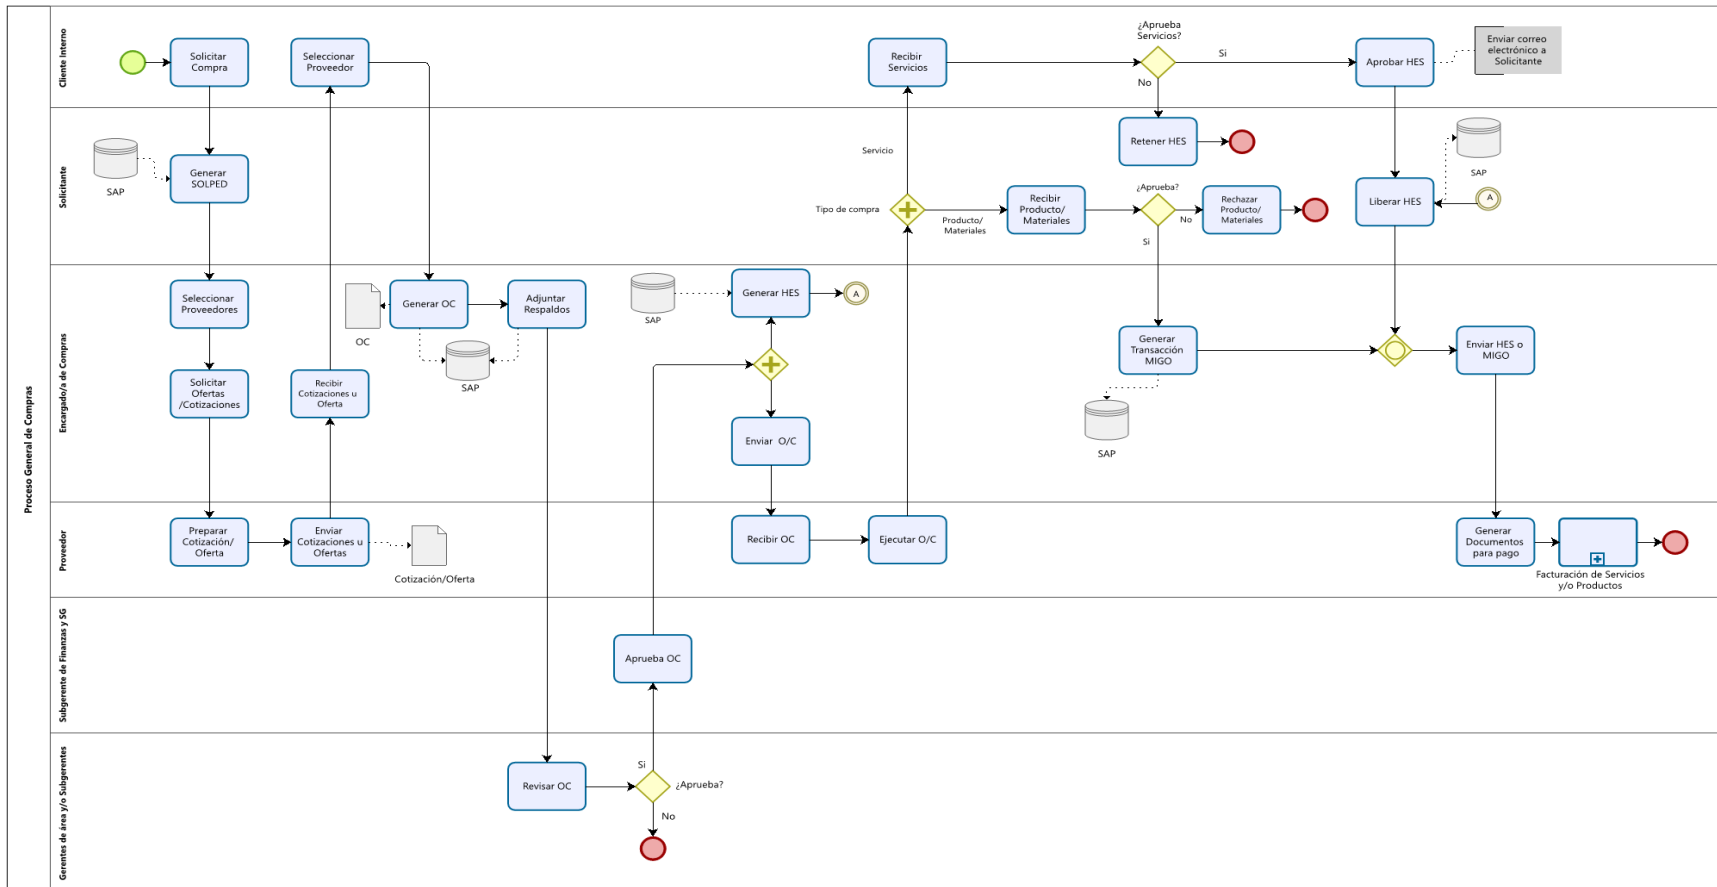 Proceso General de Compras
Cliente Interno
Solicitar
Compra
Seleccionar
Proveedor
Recibir
Servicios
¿Aprueba
Servicios?
Si
No
Aprobar HES
Enviar correo
electrónico a
Solicitante
Solicitante
SAP
Generar
SOLPED
Servicio
Tipo de compra
Producto/
Materiales
Recibir
Producto/
Materiales
Retener HES
¿Aprueba?
No
Si
Rechazar
Producto/
Materiales
Liberar HES
SAP
A
Encargado/a de Compras
Seleccionar
Proveedores
Solicitar
Ofertas
/Cotizaciones
Recibir
Cotizaciones u
Oferta
OC
Generar OC
SAP
Adjuntar
Respaldos
SAP
Generar HES
A
Enviar O/C
Generar
Transacción
MIGO
SAP
Enviar HES o
MIGO
Proveedor
Preparar
Cotización/
Oferta
Enviar
Cotizaciones u
Ofertas
Cotización/Oferta
Recibir OC
Ejecutar O/C
Generar
Documentos
para pago
Facturación de Servicios
y/o Productos
Subgerente de Finanzas y SG
Aprueba OC
Gerentes de área y/o Subgerentes
Revisar OC
Si
¿Aprueba?
No